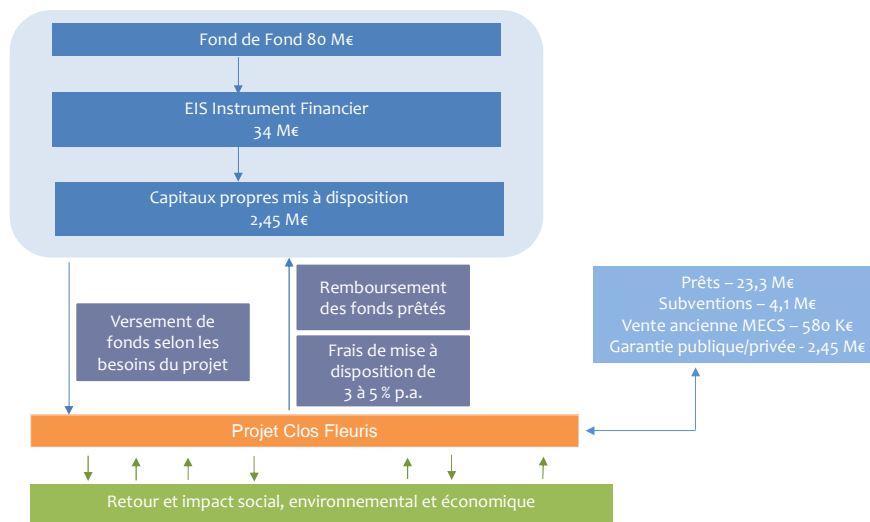 Fond de Fond 80 M€
EIS Instrument Financier
34 M€
Capitaux propres mis à disposition
2,45 M€
Versement de
fonds selon les
besoins du projet
Remboursement
des fonds prêtés
Frais de mise à
disposition de
3 à 5 % p.a.
Prêts – 23,3 M€
Subventions – 4,1 M€
Vente ancienne MECS – 580 K€
Garantie publique/privée - 2,45 M€
Projet Clos Fleuris
Retour et impact social, environnemental et économique